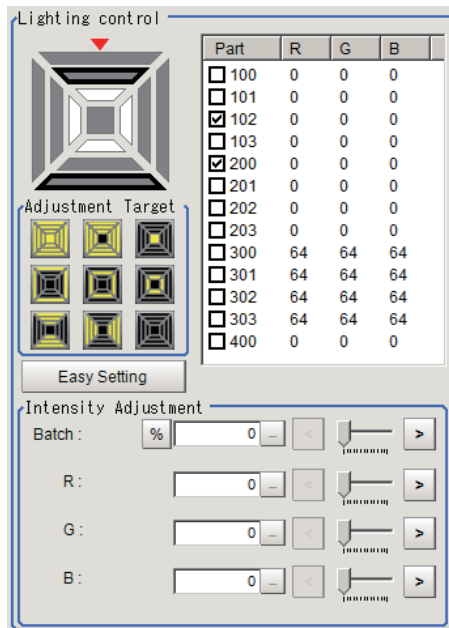 Lighting control
Part R G B
100 0 0 0
101 0 0 0
102 0 0 0
103 0 0 0
200 0 0 0
201 0 0 0
202 0 0 0
203 0 0 0
300 64 64 64
301 64 64 64
302 64 64 64
303 64 64 64
400 0 0 0
Adjustment Target
Easy Setting
Intensity Adjustment
Batch : % 0 ... < >
R : 0 ... < >
G : 0 ... < >
B : 0 ... < >